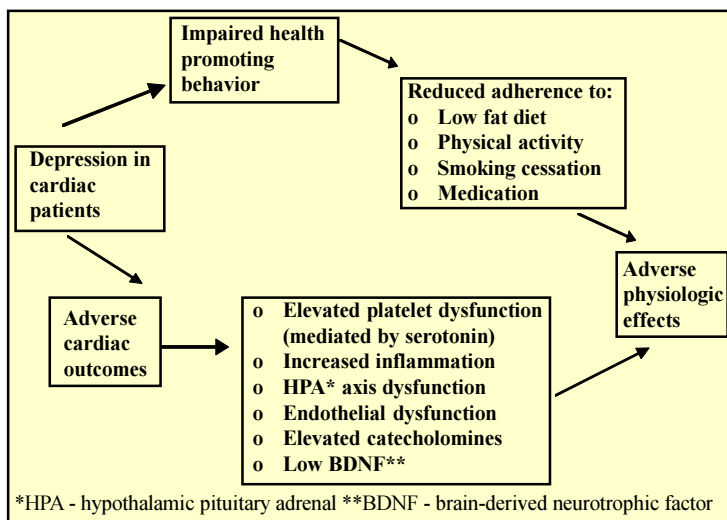 Impaired health
promoting
behavior
Reduced adherence to:
o Low fat diet
o Physical activity
o Smoking cessation
o Medication
Depression in
cardiac
patients
Adverse
physiologic
effects
Adverse
cardiac
outcomes
o Elevated platelet dysfunction
(mediated by serotonin)
o Increased inflammation
o HPA* axis dysfunction
o Endothelial dysfunction
o Elevated catecholomines
o Low BDNF**
*HPA - hypothalamic pituitary adrenal **BDNF - brain-derived neurotrophic factor